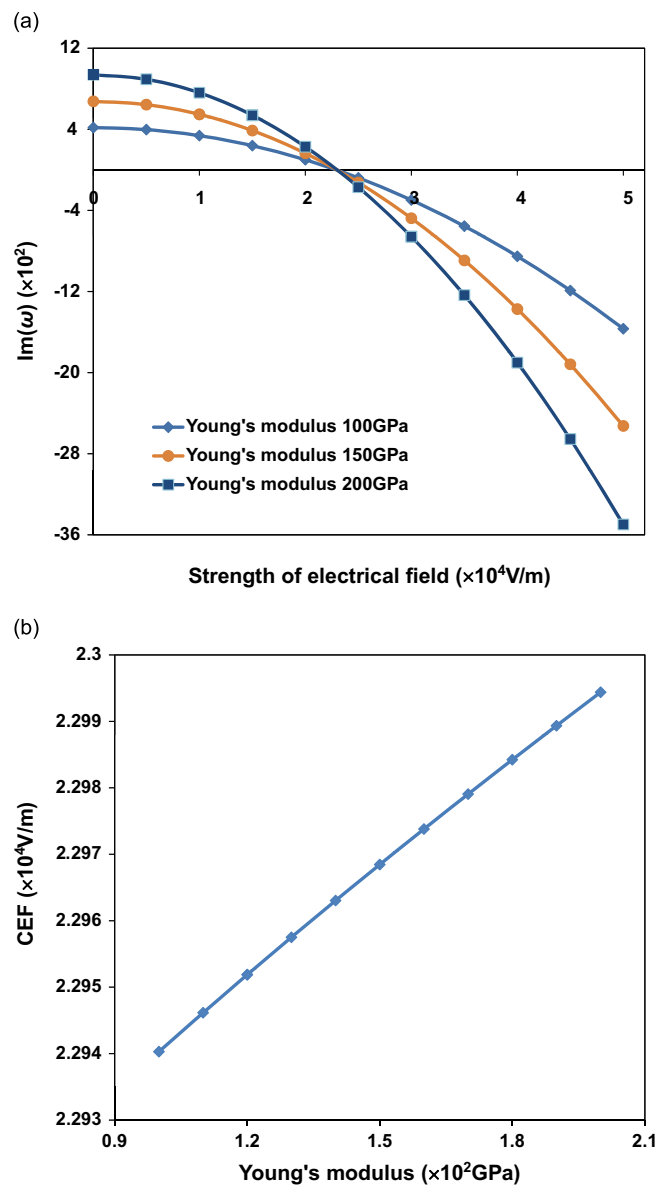 (a)
12
4
-4
-12
-20
-28
-36
0 1 2 3 4 5
Im(ω) (×10²)
Young's modulus 100GPa
Young's modulus 150GPa
Young's modulus 200GPa
Strength of electrical field (×10⁴V/m)
(b)
2.3
2.299
2.298
2.297
2.296
2.295
2.294
2.293
CEF (×10⁴V/m)
0.9 1.2 1.5 1.8 2.1
Young's modulus (×10²GPa)